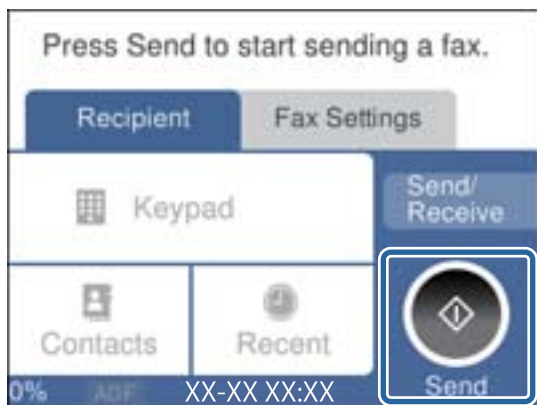 Press Send to start sending a fax.
Recipient
Fax Settings
Keypad
Send/
Receive
Contacts
Recent
0%
ADF
XX-XX XX:XX
Send